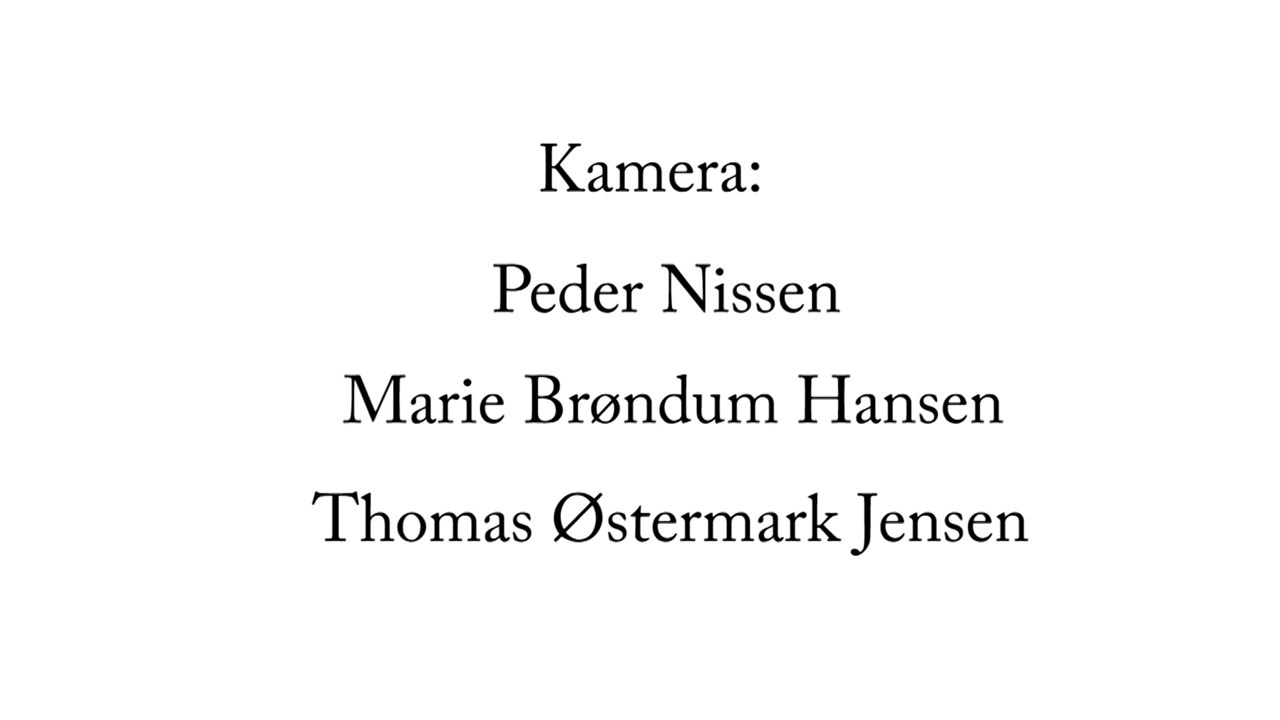 Kamera:
Peder Nissen
Marie Brøndum Hansen
Thomas Østermark Jensen